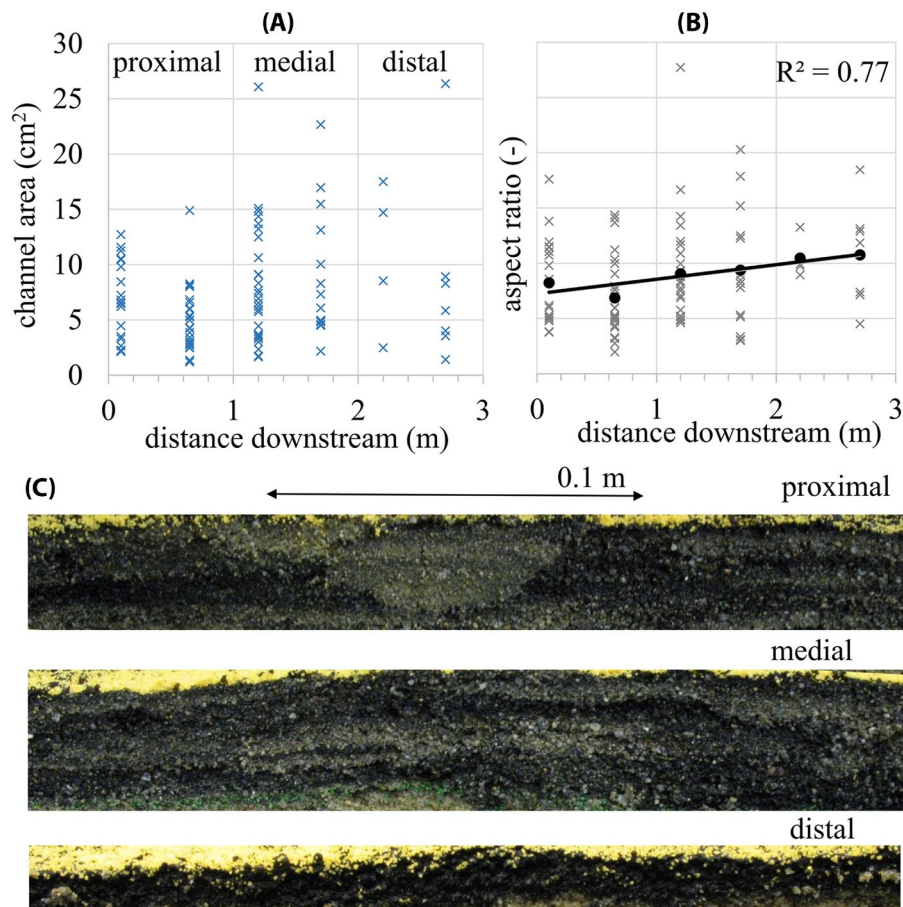 (A)
(B)
30
25
20
15
10
5
0
channel area (cm²)
proximal medial distal
0 1 2 3
distance downstream (m)
R² = 0.77
aspect ratio (-)
0 1 2 3
distance downstream (m)
(C)
0.1 m
proximal
medial
distal